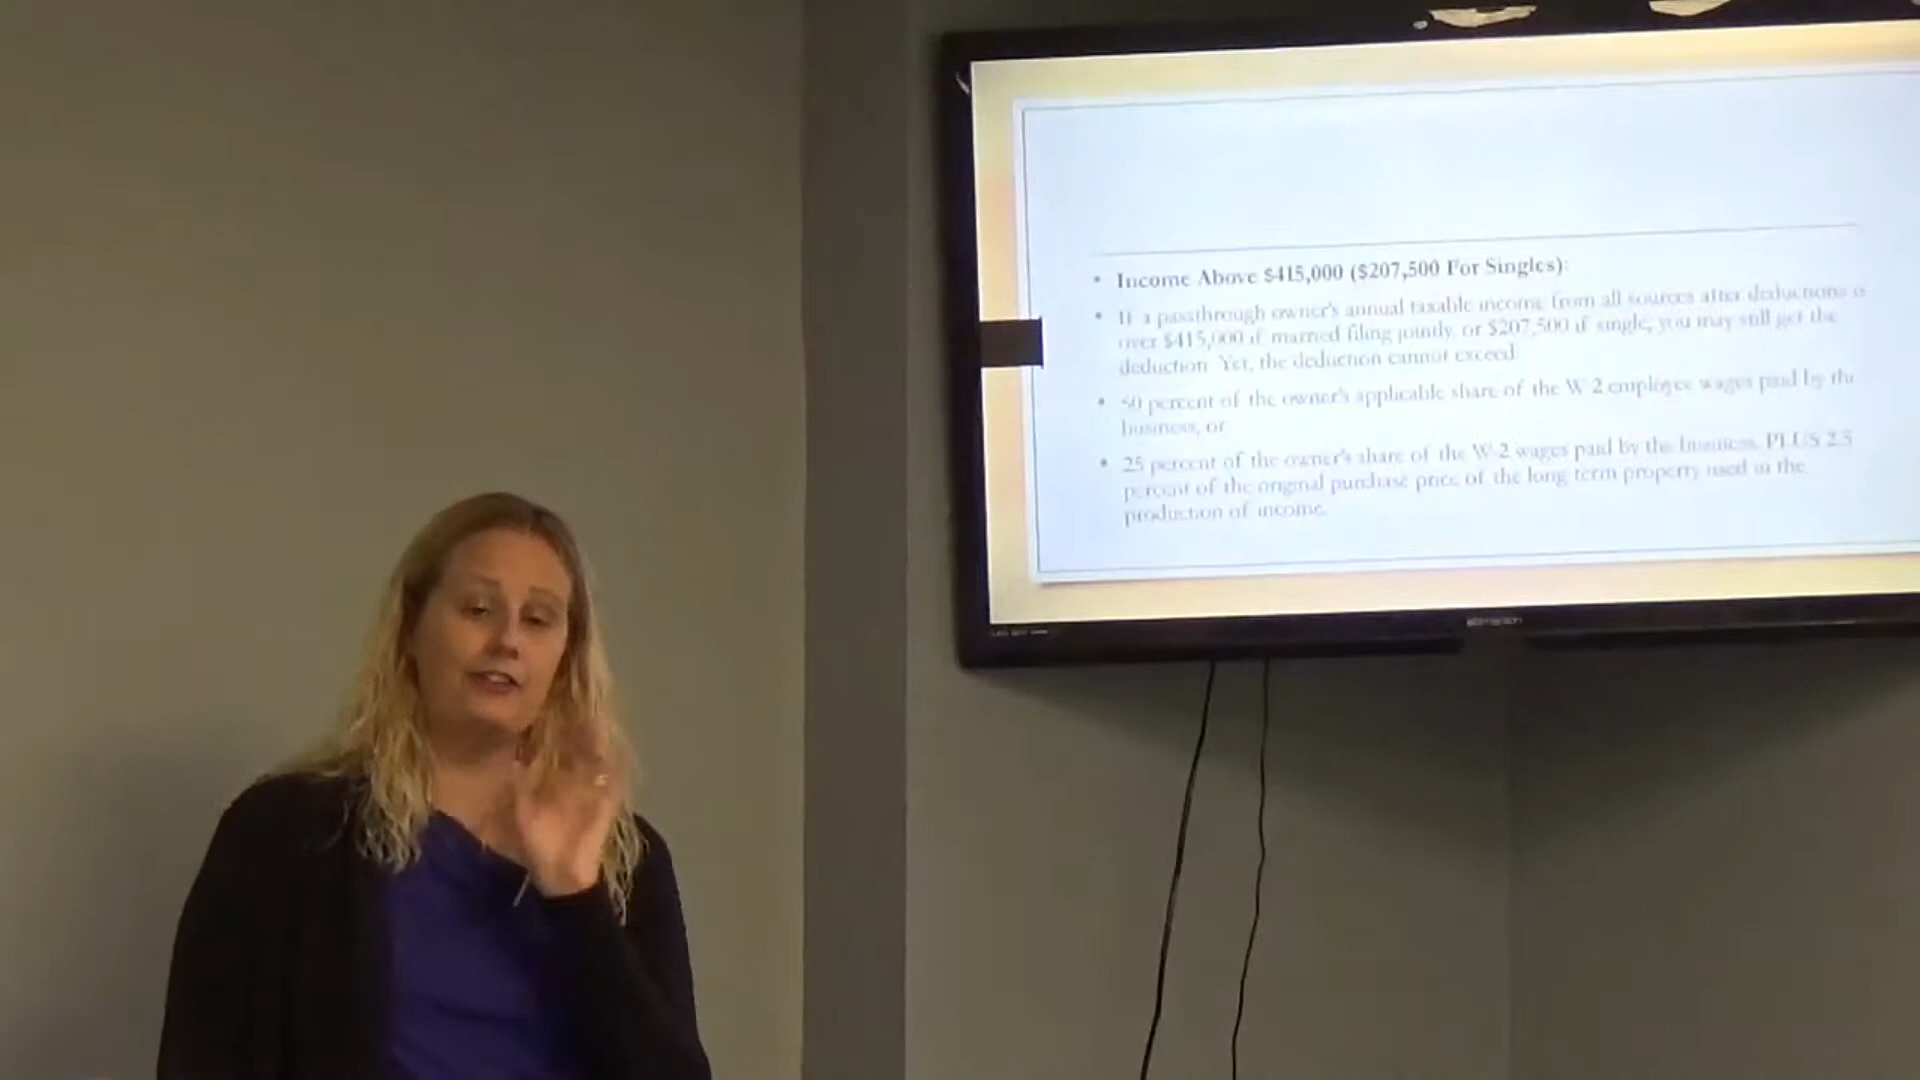 • Income Above $415,000 ($207,500 For Singles):
• If a passthrough owner's annual taxable income from all sources after deductions is
over $415,000 if married filing jointly or $207,500 if single, you may still get the
deduction. Yet, the deduction cannot exceed
• 50 percent of the owner's applicable share of the W-2 employee wages paid by the
business, or
• 25 percent of the owner's share of the W-2 wages paid by the business, PLUS 2.5
percent of the original purchase price of the long term property used in the
production of income.